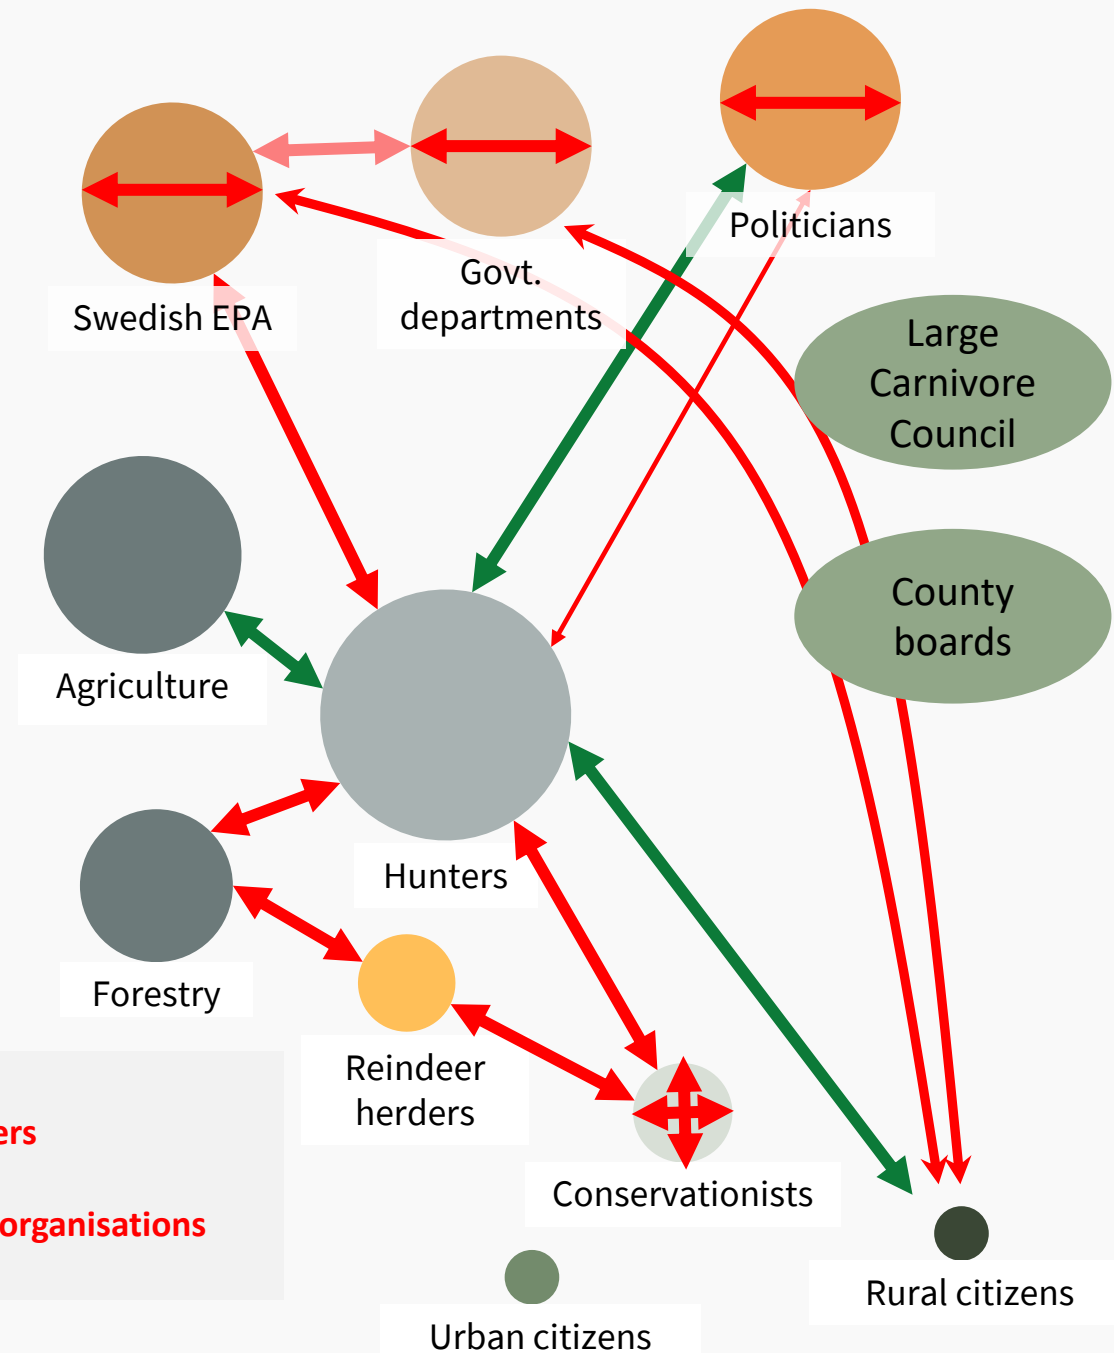 Politicians
Govt.
departments
Swedish EPA
Large
Carnivore
Council
County
boards
Agriculture
Hunters
Forestry
Reindeer
herders
ers
organisations
Conservationists
Rural citizens
Urban citizens